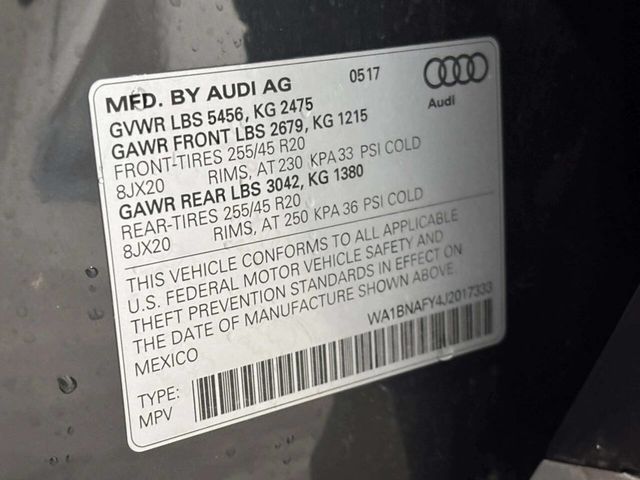 MFD. BY AUDI AG 0517
Audi
GVWR LBS 5456, KG 2475
GAWR FRONT LBS 2679, KG 1215
FRONT-TIRES 255/45 R20
8JX20 RIMS, AT 230 KPA 33 PSI COLD
GAWR REAR LBS 3042, KG 1380
REAR-TIRES 255/45 R20
8JX20 RIMS, AT 250 KPA 36 PSI COLD
THIS VEHICLE CONFORMS TO ALL APPLICABLE
U.S. FEDERAL MOTOR VEHICLE SAFETY AND
THEFT PREVENTION STANDARDS IN EFFECT ON
THE DATE OF MANUFACTURE SHOWN ABOVE.
MEXICO WA1BNAFY4J2017333
TYPE:
MPV